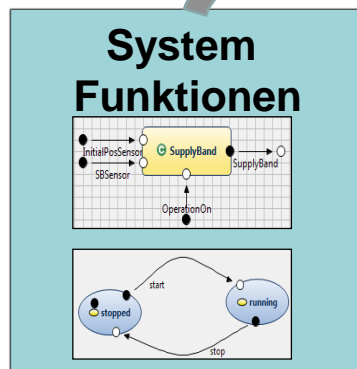 System
Funktionen
InitialPosSensor
SupplyBand
SupplyBand
SBSensor
OperationOn
start
stopped
running
stop